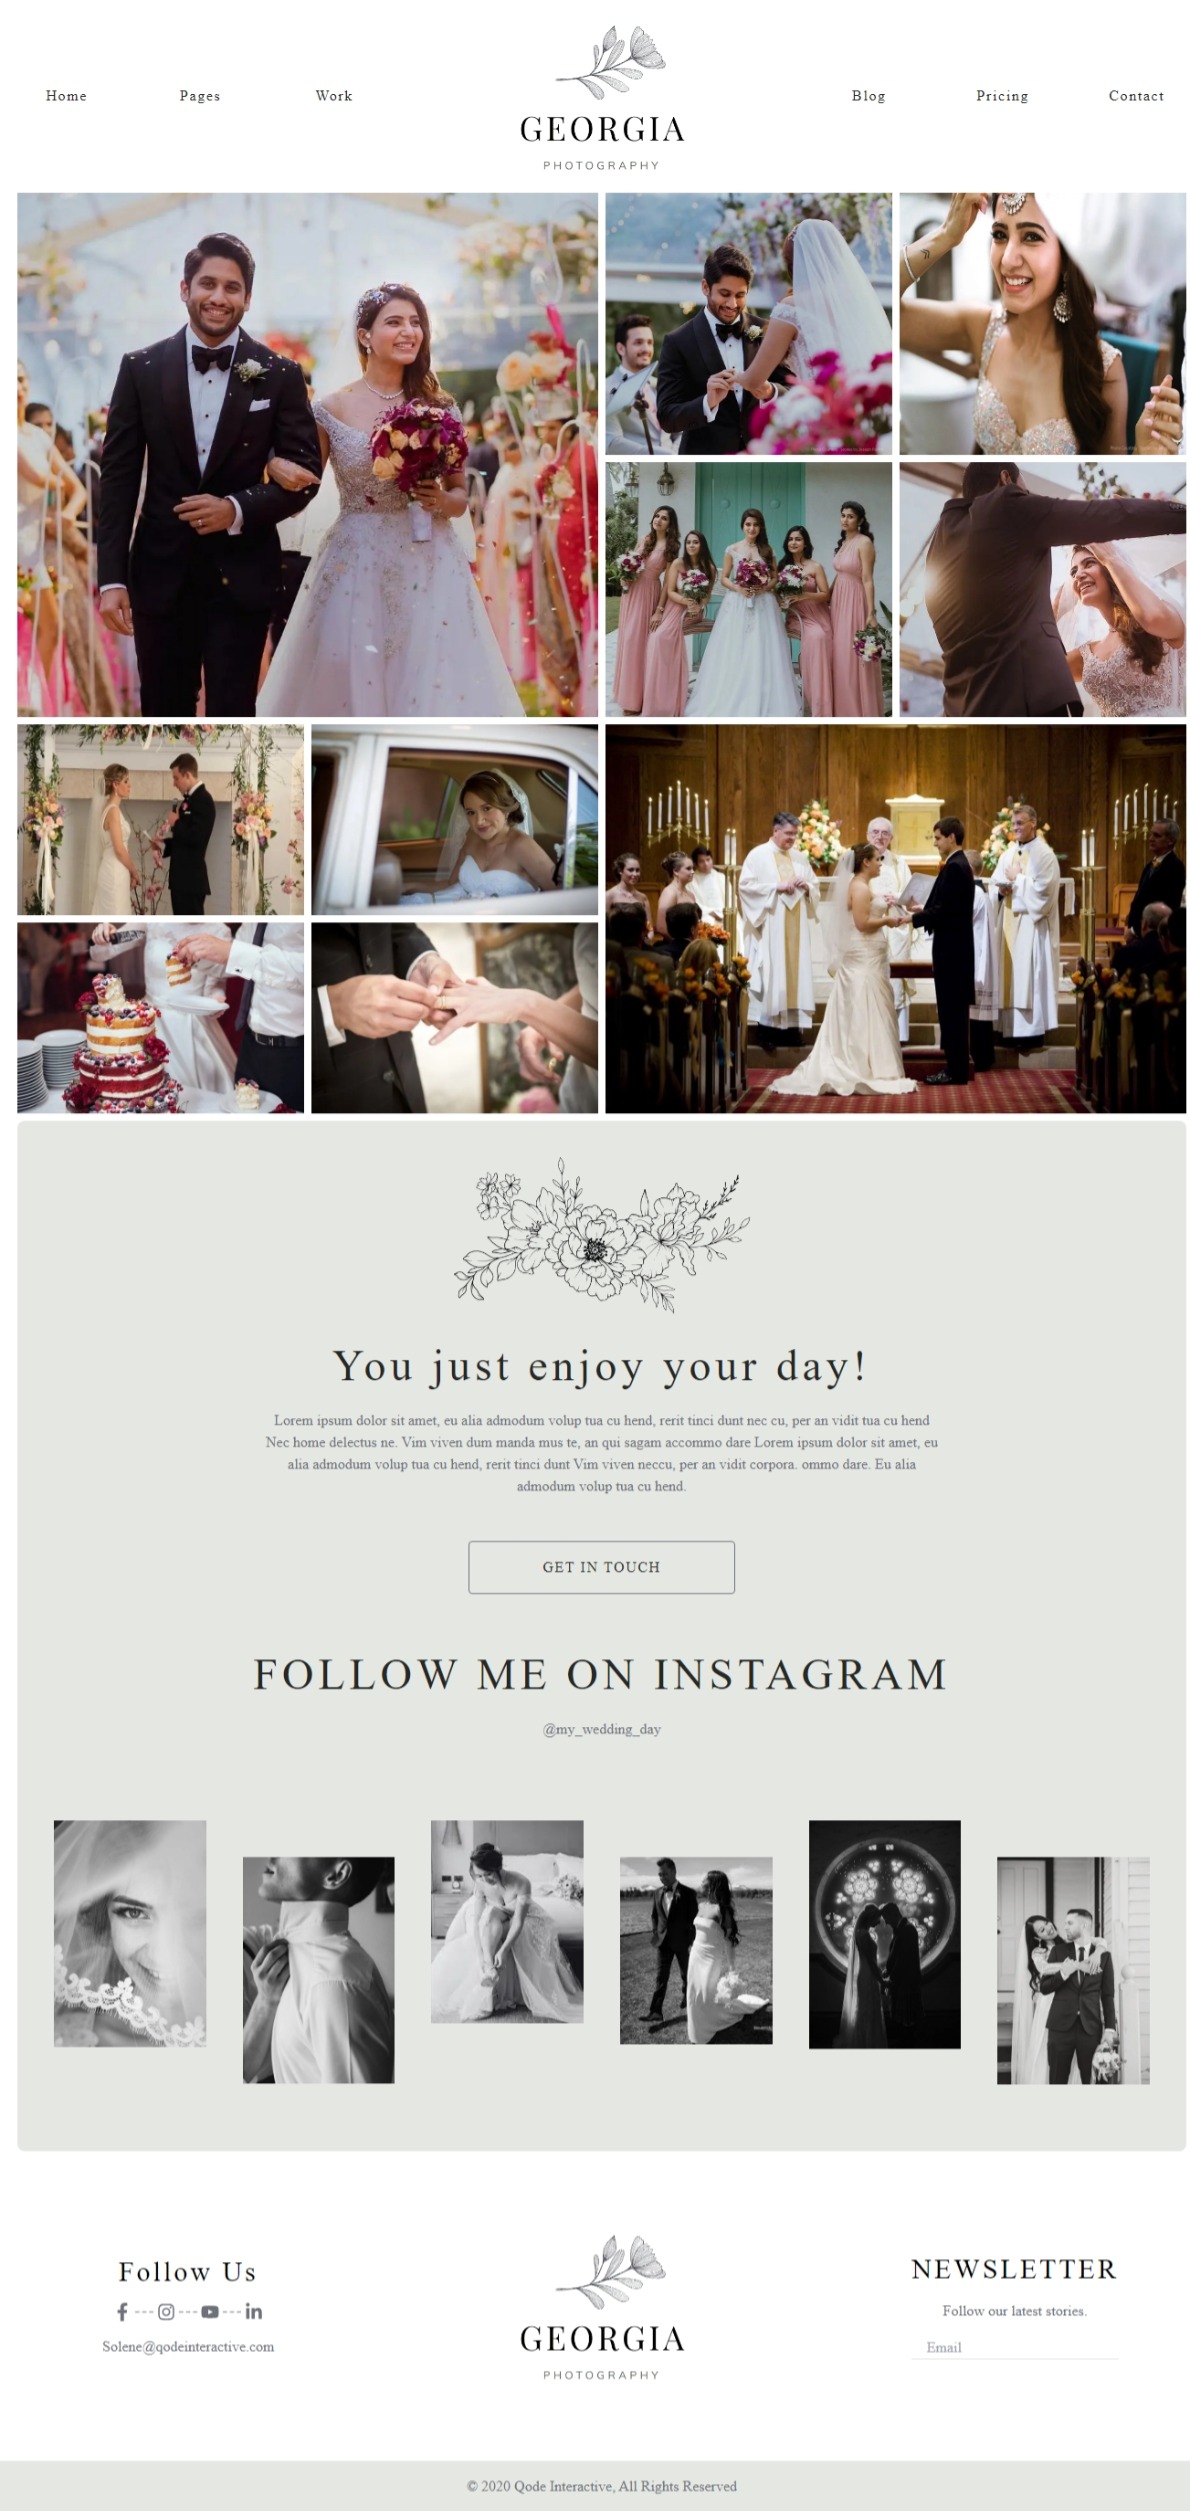 Home
Pages
Work
GEORGIA
PHOTOGRAPHY
Blog
Pricing
Contact
You just enjoy your day!
Lorem ipsum dolor sit amet, eu alia admodum volup tua cu hend, rerit tinci dunt nec cu, per an vidit tua cu hend
Nec home delectus ne. Vim viven dum manda mus te, an qui sagam accommo dare Lorem ipsum dolor sit amet, eu
alia admodum volup tua cu hend, rerit tinci dunt Vim viven neccu, per an vidit corpora. ommo dare. Eu alia
admodum volup tua cu hend.
GET IN TOUCH
FOLLOW ME ON INSTAGRAM
@my_wedding_day
Follow Us
Solene@qodeinteractive.com
GEORGIA
PHOTOGRAPHY
NEWSLETTER
Follow our latest stories.
Email
© 2020 Qode Interactive, All Rights Reserved